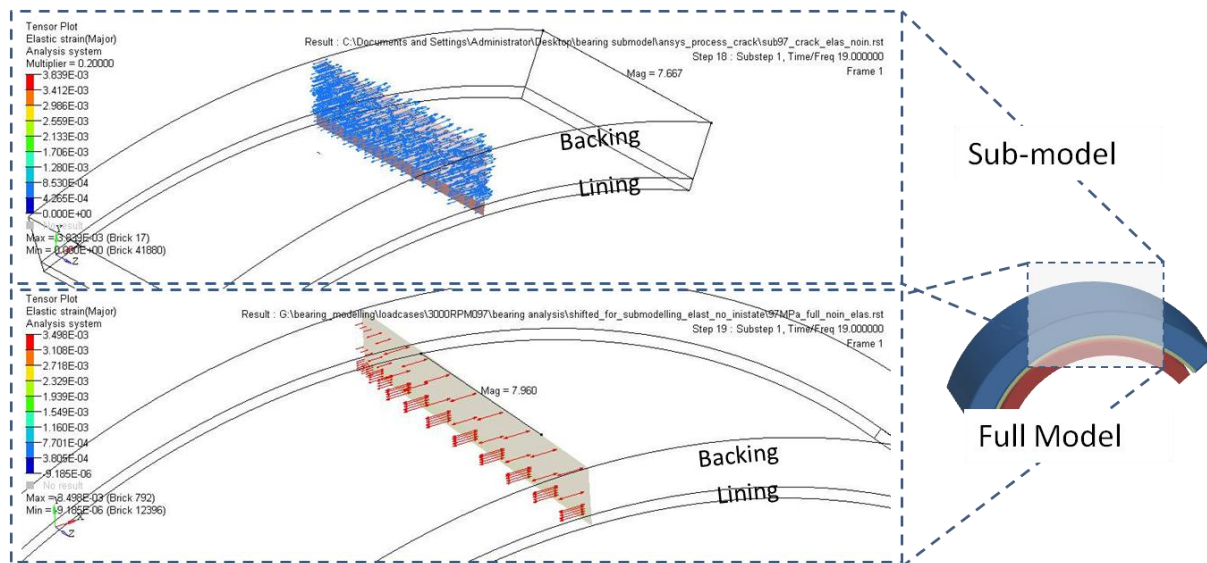 Tensor Plot
Elastic strain(Major)
Analysis system
Multiplier = 0.20000
3.839E-03
3.412E-03
2.986E-03
2.559E-03
2.133E-03
1.706E-03
1.280E-03
8.530E-04
4.265E-04
0.000E+00
No result
Max = 3.839E-03 (Brick 17)
Min = 0.000E+00 (Brick 41880)
Y
X
Z
Result : C:\Documents and Settings\Administrator\Desktop\bearing submodel\ansys_process_crack\sub97_crack_elas_noin.rst
Step 18 : Substep 1, Time/Freq 19.000000
Frame 1
Mag = 7.667
Backing
Lining
Sub-model
Tensor Plot
Elastic strain(Major)
Analysis system
3.498E-03
3.108E-03
2.718E-03
2.329E-03
1.939E-03
1.549E-03
1.160E-03
7.701E-04
3.805E-04
-9.185E-06
No result
Max = 3.498E-03 (Brick 792)
Min = -9.185E-06 (Brick 12396)
Y
X
Z
Result : G:\bearing_modelling\loadcases\3000RPM097\bearing analysis\shifted_for_submodelling_elast_no_inistate\97MPa_full_noin_elas.rst
Step 19 : Substep 1, Time/Freq 19.000000
Frame 1
Mag = 7.960
Backing
Lining
Full Model